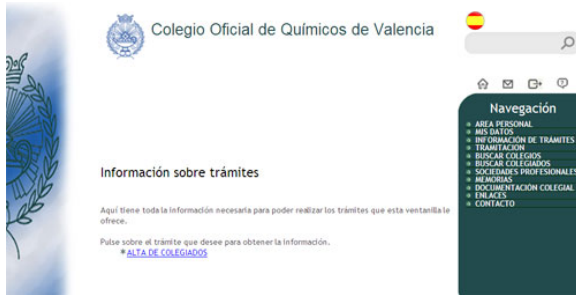 Colegio Oficial de Químicos de Valencia
Navegación
AREA PERSONAL
MIS DATOS
INFORMACIÓN DE TRAMITES
TRAMITACIÓN
BUSCAR COLEGIOS
BUSCAR COLEGIADOS
SOCIEDADES PROFESIONALES
MEMORIAS
DOCUMENTACIÓN COLEGIAL
ENLACES
CONTACTO
Información sobre trámites
Aquí tiene toda la información necesaria para poder realizar los trámites que esta ventanilla le
ofrece.
Pulse sobre el trámite que desee para obtener la información.
ALTA DE COLEGIADOS